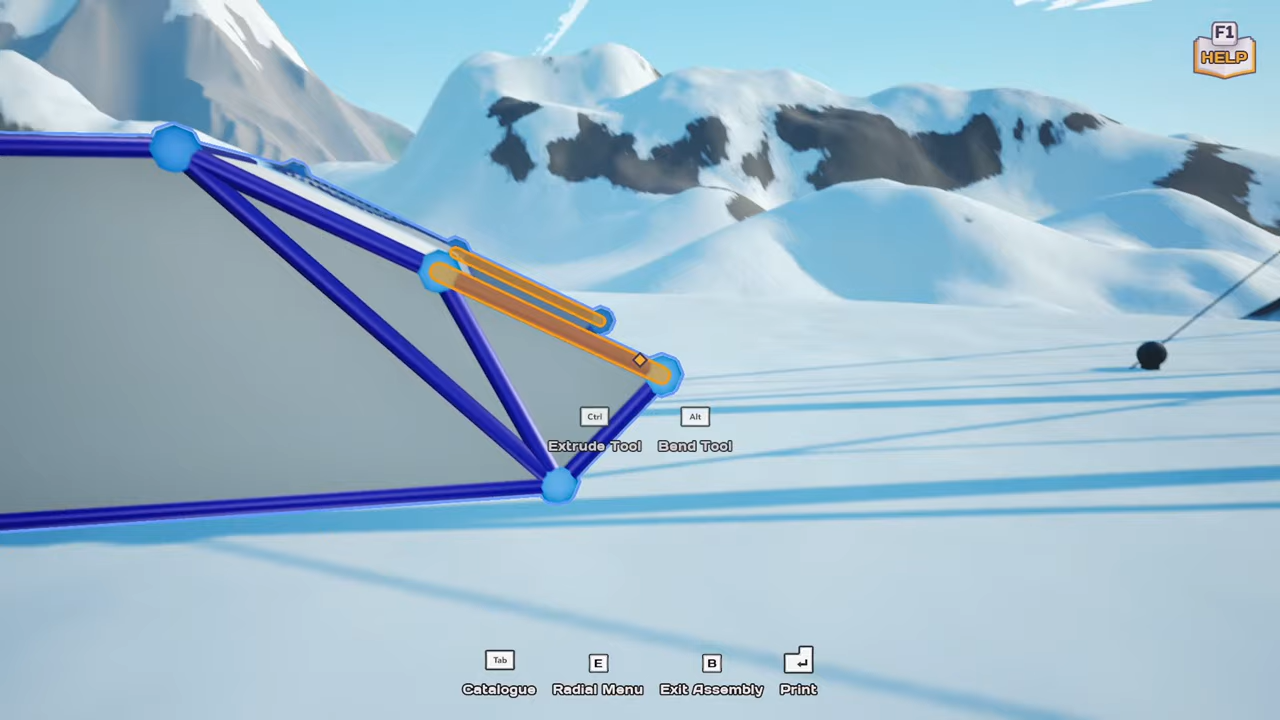 F1
HELP
Ctrl
Alt
Extrude Tool
Bend Tool
Tab
E
B
Catalogue
Radial Menu
Exit Assembly
Print